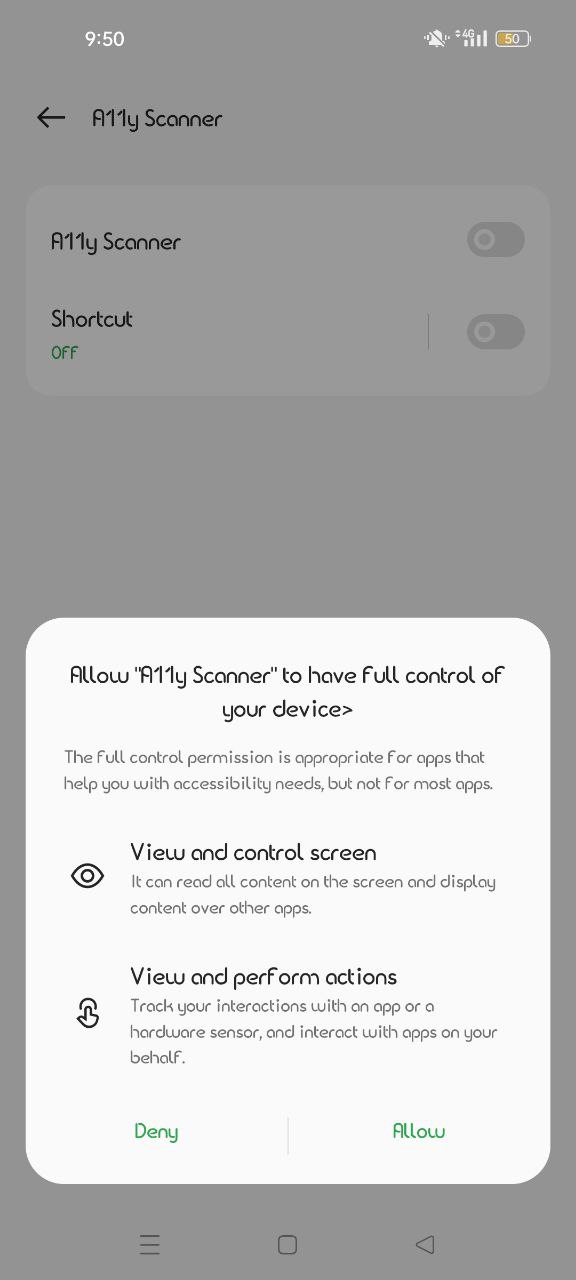 9:50
4G
50
A11y Scanner
A11y Scanner
Shortcut
OFF
Allow "A11y Scanner" to have full control of
your device>
The full control permission is appropriate for apps that
help you with accessibility needs, but not for most apps.
View and control screen
It can read all content on the screen and display
content over other apps.
View and perform actions
Track your interactions with an app or a
hardware sensor, and interact with apps on your
behalf.
Deny
Allow